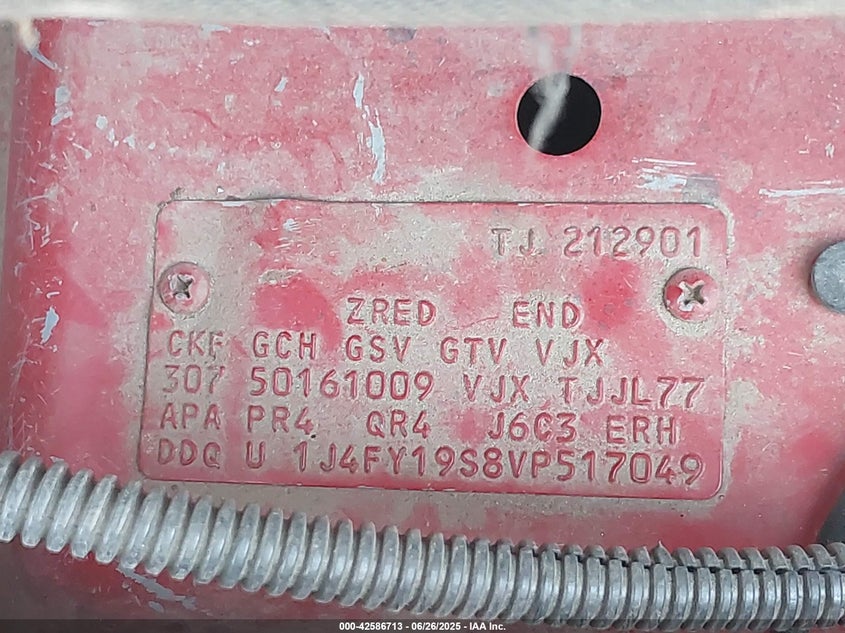 TJ 212901
ZRED END
CKF GCH GSV GTV VJX
307 50161009 VJX TJJL77
APA PR4 QR4 J6C3 ERH
DDQ U 1J4FY19S8VP517049
000-42586713 - 06/26/2025 - IAA Inc.